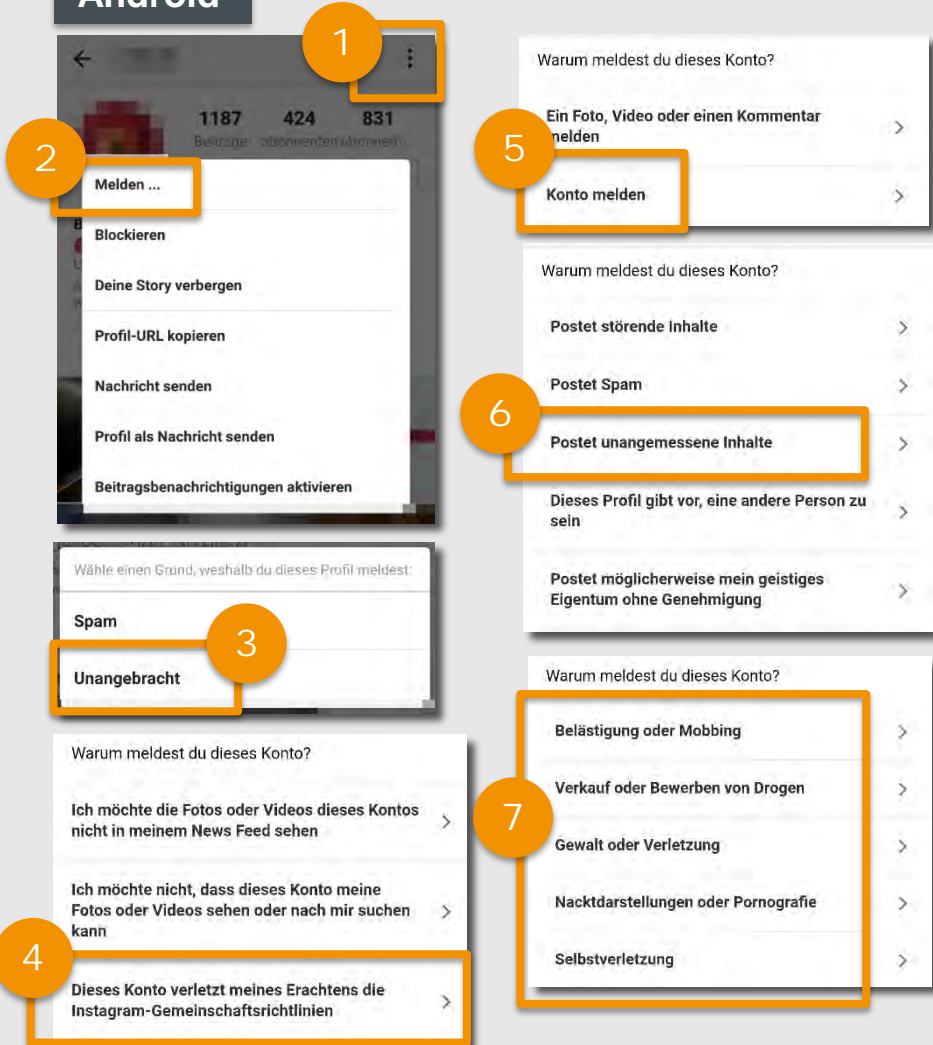 Android
1
1187 424 831
Beiträge abonnenten abonniert
2
Melden ...
Blockieren
Deine Story verbergen
Profil-URL kopieren
Nachricht senden
Profil als Nachricht senden
Beitragsbenachrichtigungen aktivieren
Wähle einen Grund, weshalb du dieses Profil meldest:
Spam
3
Unangebracht
Warum meldest du dieses Konto?
Ich möchte die Fotos oder Videos dieses Kontos
nicht in meinem News Feed sehen
Ich möchte nicht, dass dieses Konto meine
Fotos oder Videos sehen oder nach mir suchen
kann
4
Dieses Konto verletzt meines Erachtens die
Instagram-Gemeinschaftsrichtlinien
Warum meldest du dieses Konto?
Ein Foto, Video oder einen Kommentar
melden
5
Konto melden
Warum meldest du dieses Konto?
Postet störende Inhalte
Postet Spam
6
Postet unangemessene Inhalte
Dieses Profil gibt vor, eine andere Person zu
sein
Postet möglicherweise mein geistiges
Eigentum ohne Genehmigung
Warum meldest du dieses Konto?
Belästigung oder Mobbing
Verkauf oder Bewerben von Drogen
7
Gewalt oder Verletzung
Nacktdarstellungen oder Pornografie
Selbstverletzung